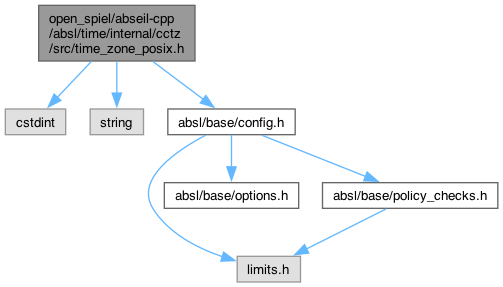 open_spiel/abseil-cpp
/absl/time/internal/cctz
/src/time_zone_posix.h
cstdint
string
absl/base/config.h
absl/base/options.h
absl/base/policy_checks.h
limits.h